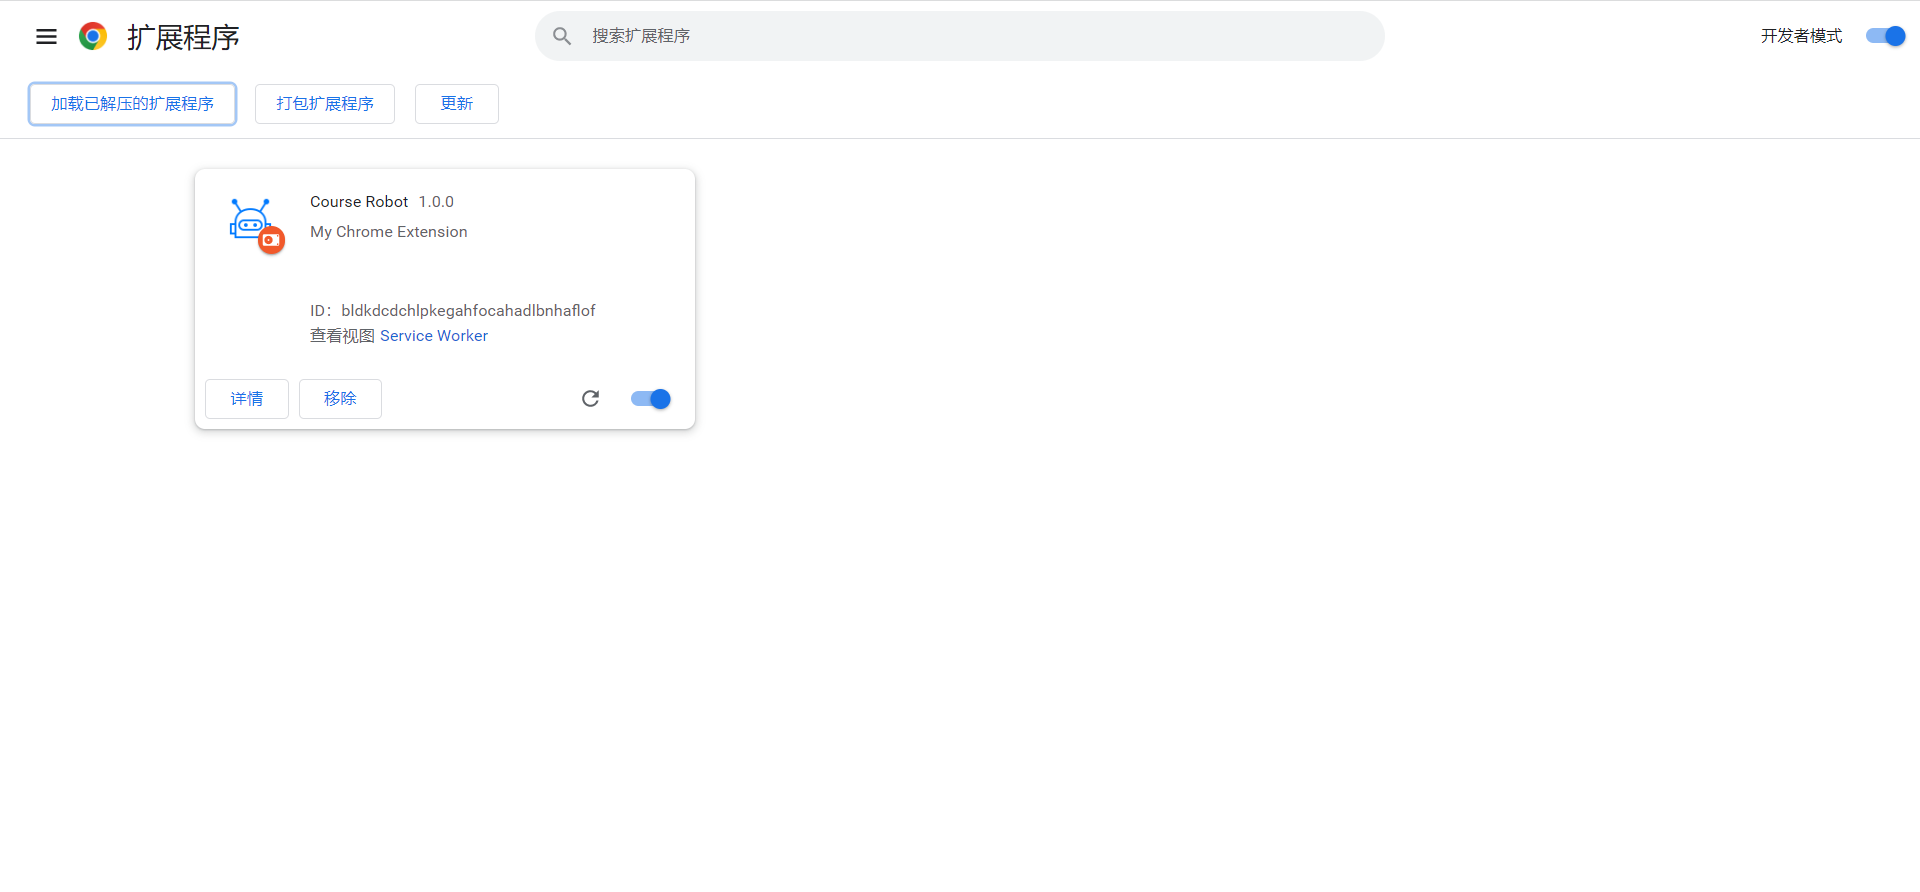 扩展程序
搜索扩展程序
开发者模式
加载已解压的扩展程序
打包扩展程序
更新
Course Robot 1.0.0
My Chrome Extension
ID：bldkdcdchlpkegahfocahadlbnhaflof
查看视图 Service Worker
详情
移除